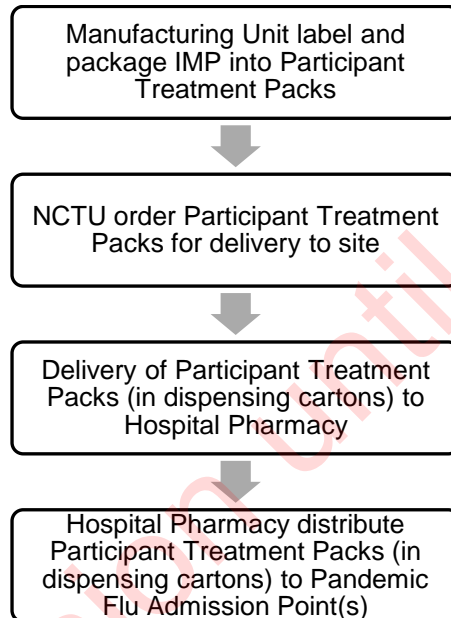 Manufacturing Unit label and
package IMP into Participant
Treatment Packs
NCTU order Participant Treatment
Packs for delivery to site
Delivery of Participant Treatment
Packs (in dispensing cartons) to
Hospital Pharmacy
Hospital Pharmacy distribute
Participant Treatment Packs (in
dispensing cartons) to Pandemic
Flu Admission Point(s)
until